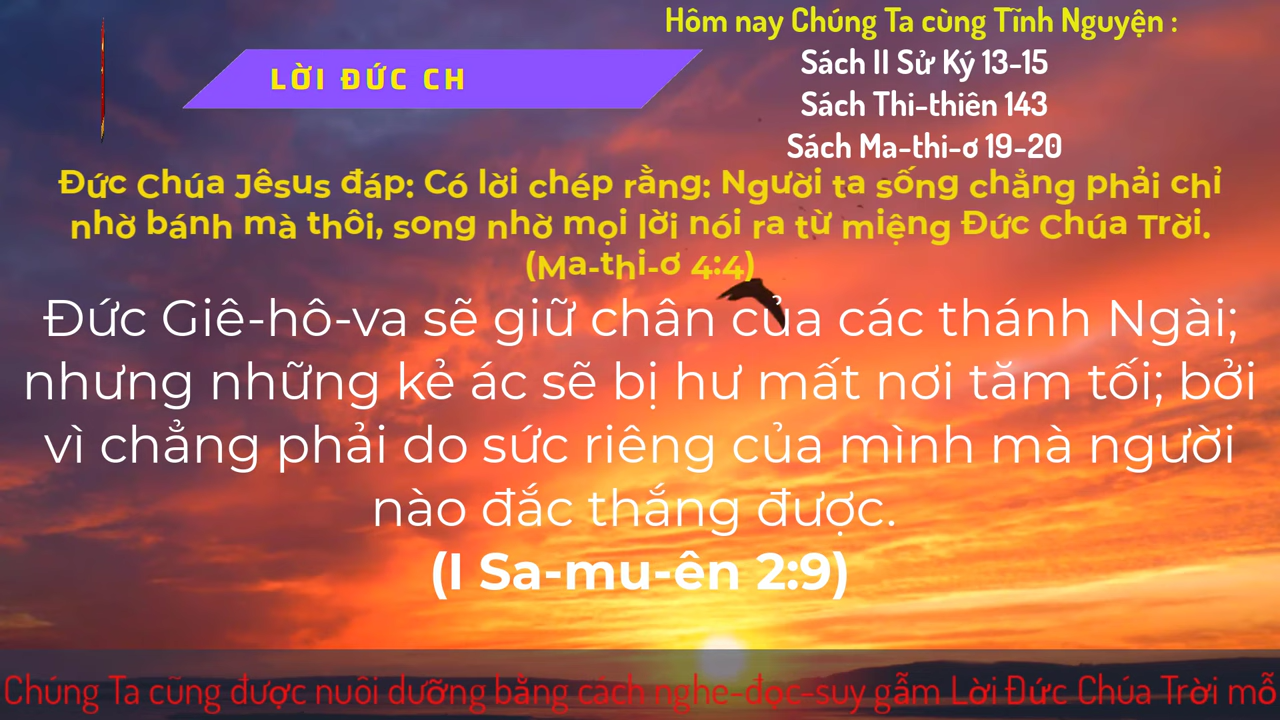 Hôm nay Chúng Ta cùng Tĩnh Nguyện :
Sách II Sử Ký 13-15
Sách Thi-thiên 143
Sách Ma-thi-ơ 19-20
LỜI ĐỨC CH
Đức Chúa Jêsus đáp: Có lời chép rằng: Người ta sống chẳng phải chỉ
nhờ bánh mà thôi, song nhờ mọi lời nói ra từ miệng Đức Chúa Trời.
(Ma-thi-ơ 4:4)
Đức Giê-hô-va sẽ giữ chân của các thánh Ngài;
nhưng những kẻ ác sẽ bị hư mất nơi tăm tối; bởi
vì chẳng phải do sức riêng của mình mà người
nào đắc thắng được.
(I Sa-mu-ên 2:9)
Chúng Ta cũng được nuôi dưỡng bằng cách nghe-đọc-suy gẫm Lời Đức Chúa Trời mỗ